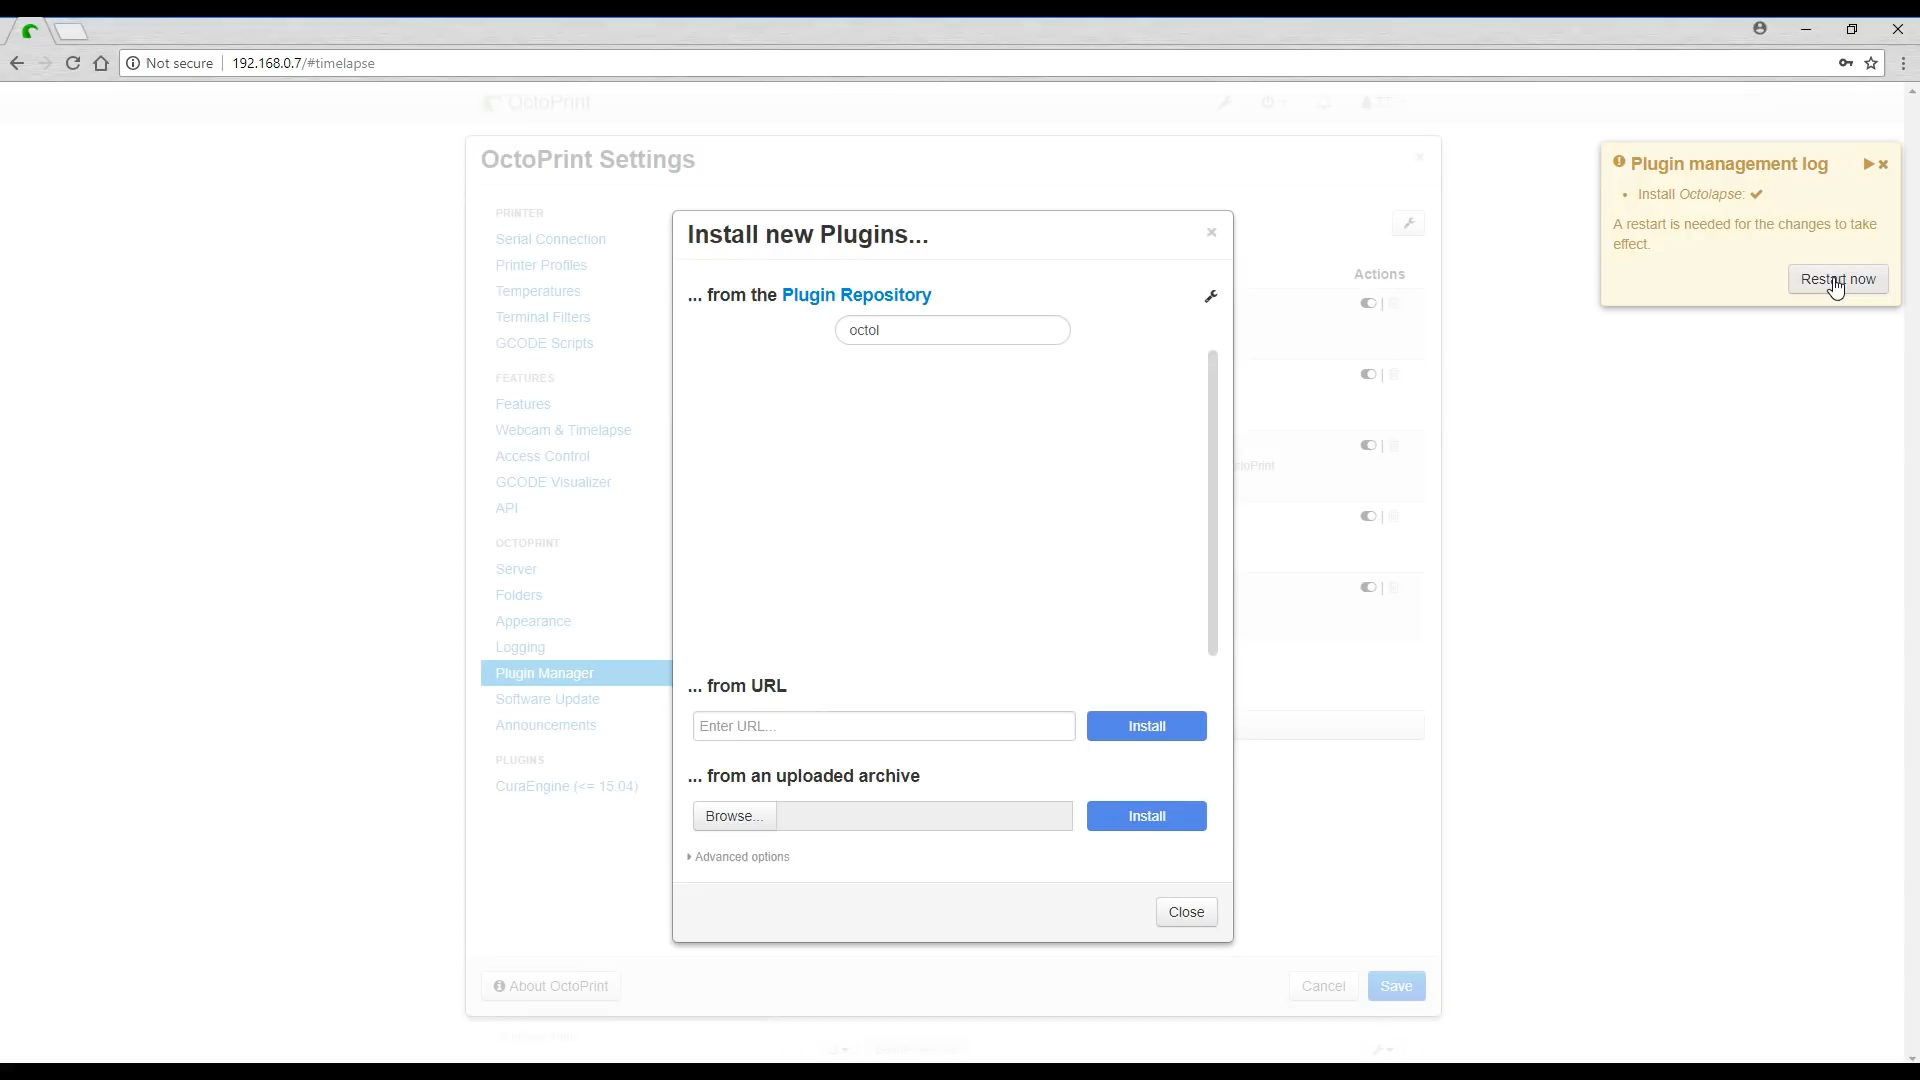 Not secure
192.168.0.7/#timelapse
OctoPrint
OctoPrint Settings
PRINTER
Serial Connection
Printer Profiles
Temperatures
Terminal Filters
GCODE Scripts
FEATURES
Features
Webcam & Timelapse
Access Control
GCODE Visualizer
API
OCTOPRINT
Server
Folders
Appearance
Logging
Plugin Manager
Software Update
Announcements
PLUGINS
CuraEngine (<= 15.04)
Install new Plugins...
... from the Plugin Repository
octol
... from URL
Enter URL...
Install
... from an uploaded archive
Browse...
Install
Advanced options
Close
Actions
About OctoPrint
Cancel
Save
Plugin management log
Install Octolapse:
A restart is needed for the changes to take
effect.
Restart now